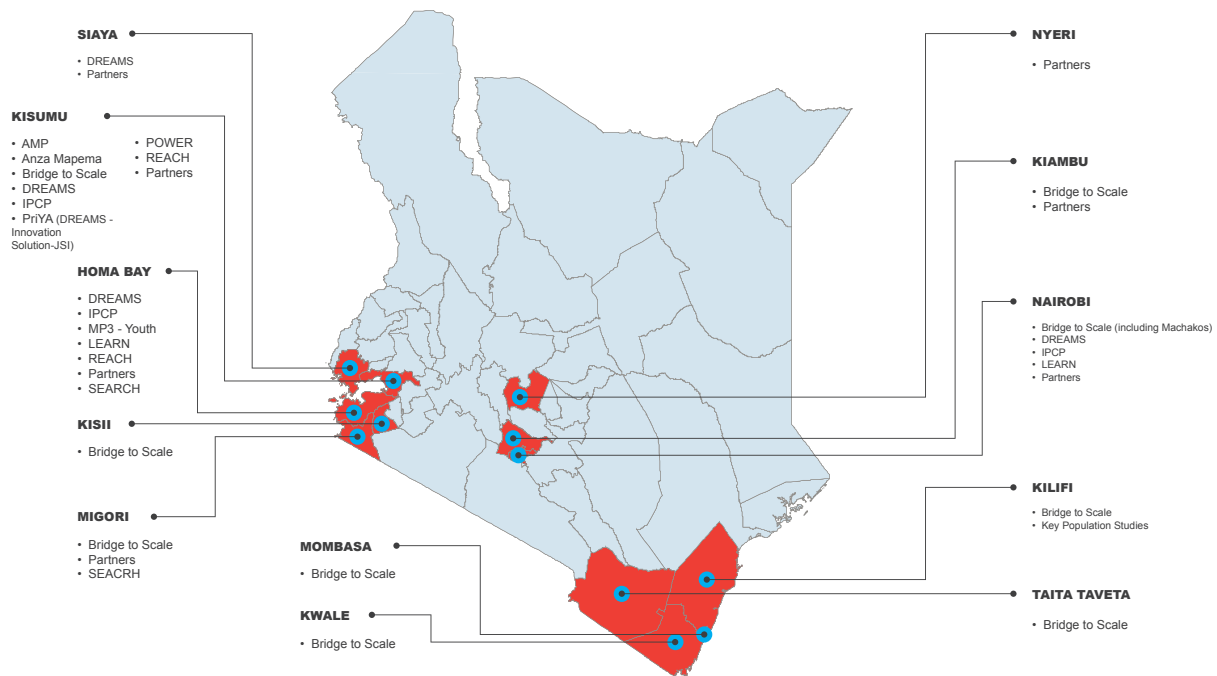 SIAYA
• DREAMS
• Partners
KISUMU
• AMP
• Anza Mapema
• Bridge to Scale
• DREAMS
• IPCP
• PriYA (DREAMS -
Innovation
Solution-JSI)
• POWER
• REACH
• Partners
HOMA BAY
• DREAMS
• IPCP
• MP3 - Youth
• LEARN
• REACH
• Partners
• SEARCH
KISII
• Bridge to Scale
MIGORI
• Bridge to Scale
• Partners
• SEACRH
MOMBASA
• Bridge to Scale
KWALE
• Bridge to Scale
NYERI
• Partners
KIAMBU
• Bridge to Scale
• Partners
NAIROBI
• Bridge to Scale (including Machakos)
• DREAMS
• IPCP
• LEARN
• Partners
KILIFI
• Bridge to Scale
• Key Population Studies
TAITA TAVETA
• Bridge to Scale